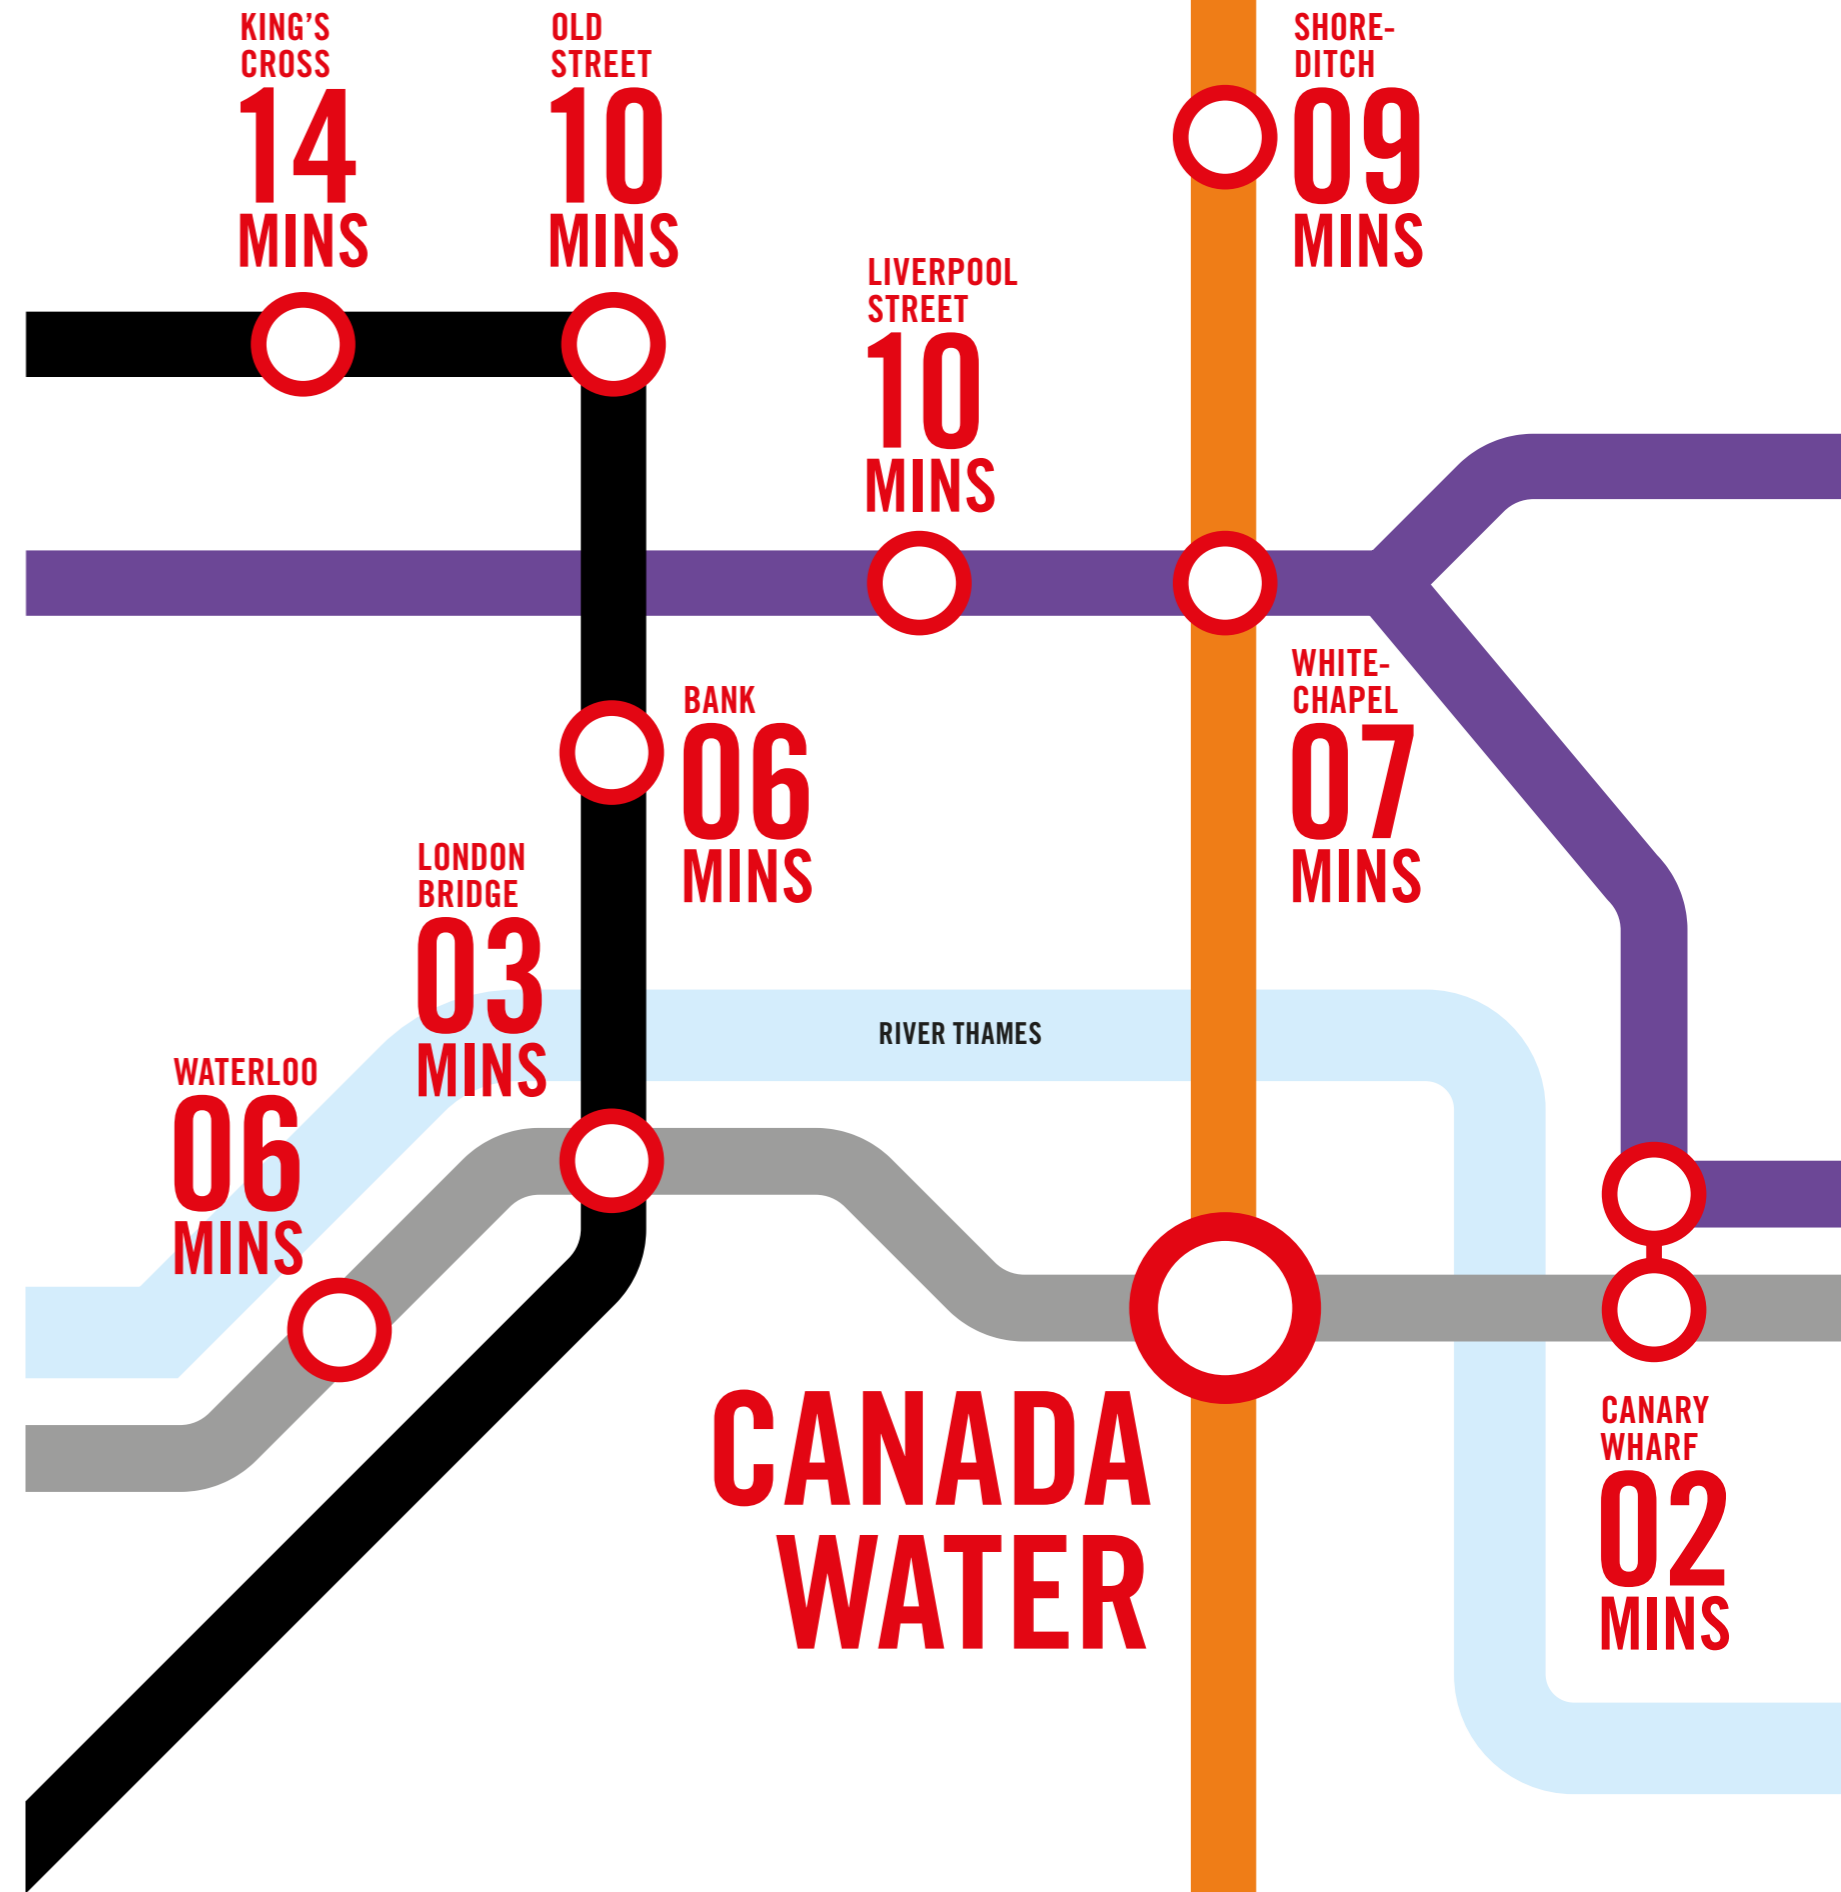 KING'S
CROSS
14
MINS
OLD
STREET
10
MINS
SHORE-
DITCH
09
MINS
LIVERPOOL
STREET
10
MINS
WHITE-
CHAPEL
07
MINS
BANK
06
MINS
LONDON
BRIDGE
03
MINS
RIVER THAMES
WATERLOO
06
MINS
CANADA
WATER
CANARY
WHARF
02
MINS